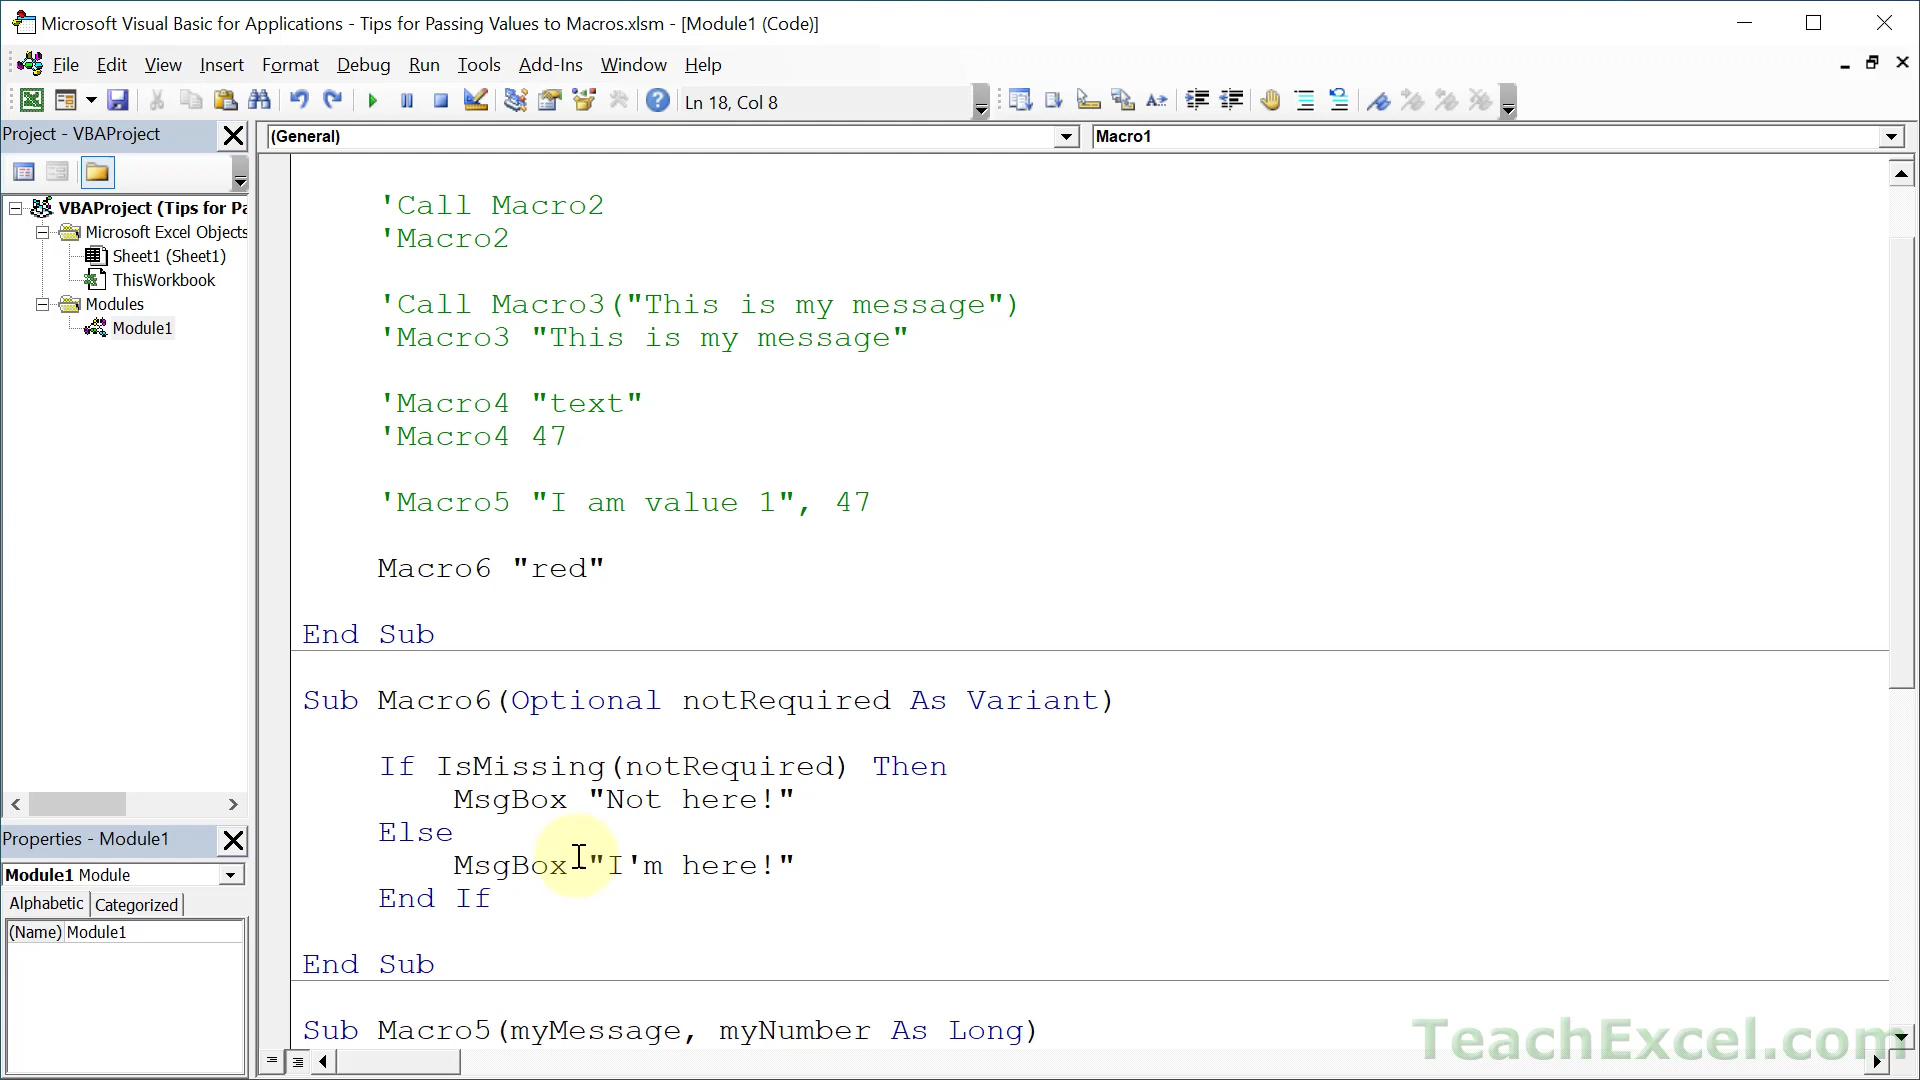 Microsoft Visual Basic for Applications - Tips for Passing Values to Macros.xlsm - [Module1 (Code)]
File Edit View Insert Format Debug Run Tools Add-Ins Window Help
Ln 18, Col 8
Project - VBAProject
(General)
Macro1
VBAProject (Tips for Pa
Microsoft Excel Objects
Sheet1 (Sheet1)
ThisWorkbook
Modules
Module1
'Call Macro2
'Macro2
'Call Macro3("This is my message")
'Macro3 "This is my message"
'Macro4 "text"
'Macro4 47
'Macro5 "I am value 1", 47
Macro6 "red"
End Sub
Sub Macro6(Optional notRequired As Variant)
If IsMissing(notRequired) Then
MsgBox "Not here!"
Else
MsgBox "I'm here!"
End If
End Sub
Sub Macro5(myMessage, myNumber As Long)
Properties - Module1
Module1 Module
Alphabetic Categorized
(Name) Module1
TeachExcel.com